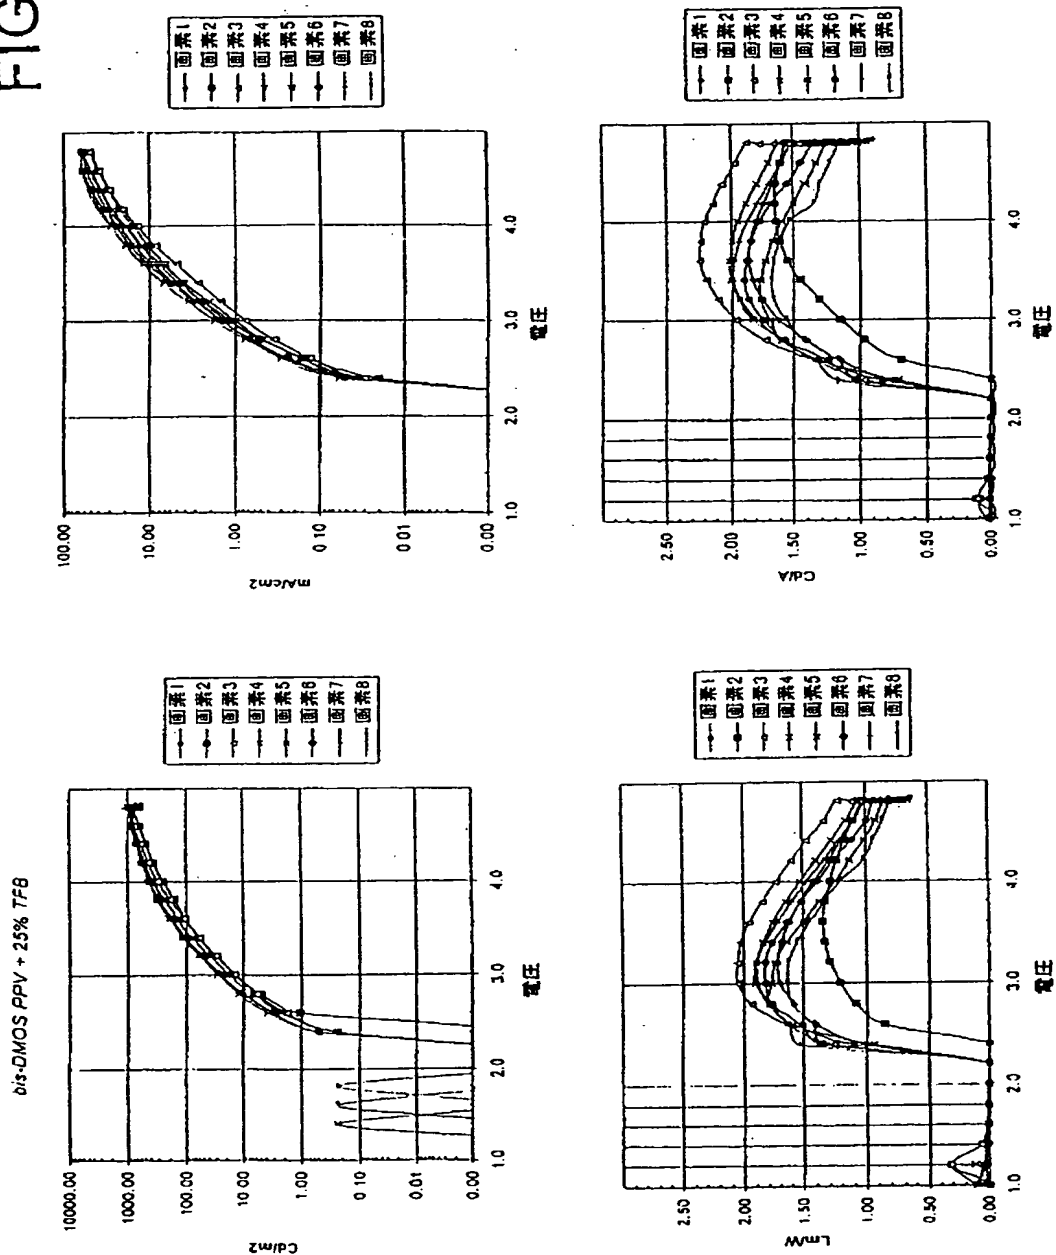 FIG
bis-DMOS PPV + 25% TFB
10000.00
1000.00
100.00
10.00
1.00
0 10
0.01
0.00
Cd/m2
1.0
2.0
3.0
4.0
電圧
画素1
画素2
画素3
画素4
画素5
画素6
画素7
画素8
100.00
10.00
1.00
0 10
0.01
0.00
mA/cm2
1.0
2.0
3.0
4.0
電圧
画素1
画素2
画素3
画素4
画素5
画素6
画素7
画素8
2.50
2.00
1.50
1.00
0.50
0.00
Lm/W
1.0
2.0
3.0
4.0
電圧
画素1
画素2
画素3
画素4
画素5
画素6
画素7
画素8
2.50
2.00
1.50
1.00
0.50
0.00
Cd/A
1.0
2.0
3.0
4.0
電圧
画素1
画素2
画素3
画素4
画素5
画素6
画素7
画素8